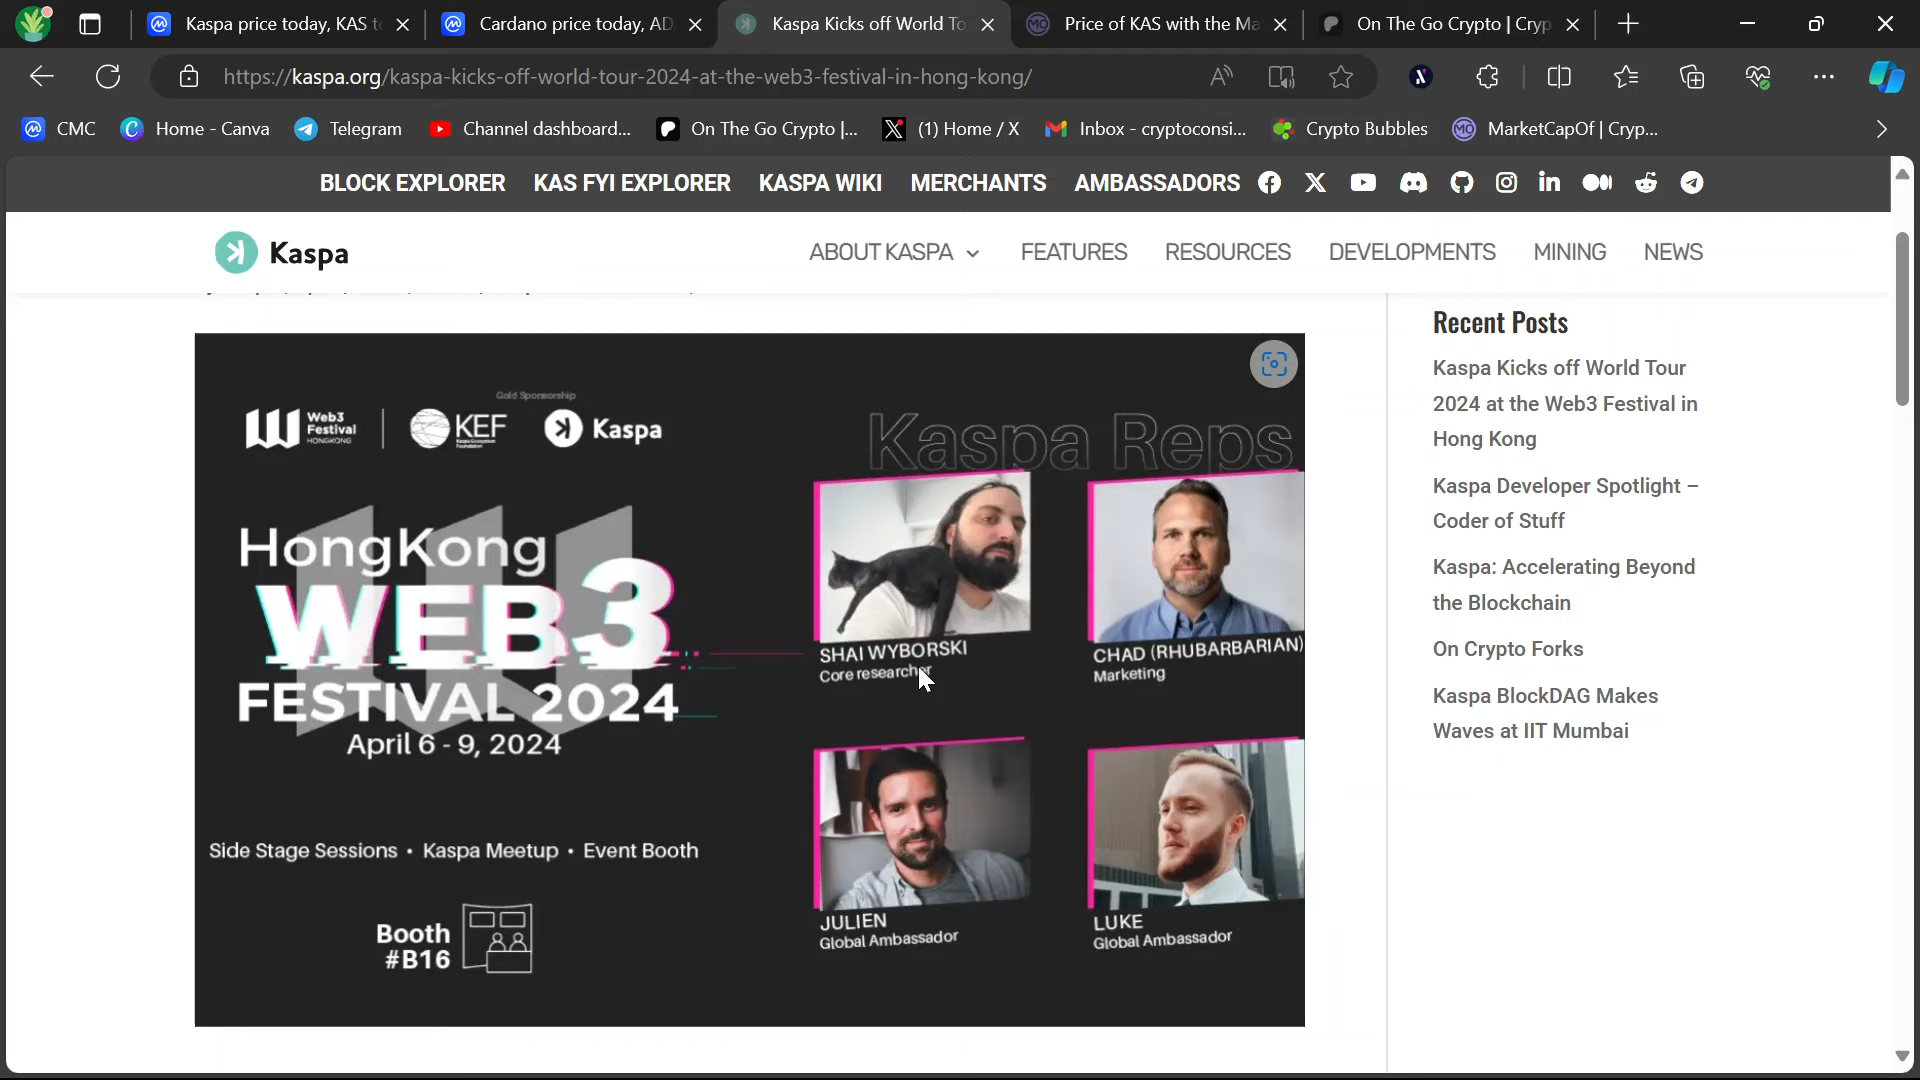 Kaspa price today, KAS t
Cardano price today, AD
Kaspa Kicks off World To
Price of KAS with the Ma
On The Go Crypto | Cryp
https://kaspa.org/kaspa-kicks-off-world-tour-2024-at-the-web3-festival-in-hong-kong/
CMC
Home - Canva
Telegram
Channel dashboard...
On The Go Crypto |...
(1) Home / X
Inbox - cryptoconsi...
Crypto Bubbles
MarketCapOf | Cryp...
BLOCK EXPLORER
KAS FYI EXPLORER
KASPA WIKI
MERCHANTS
AMBASSADORS
Kaspa
ABOUT KASPA
FEATURES
RESOURCES
DEVELOPMENTS
MINING
NEWS
Gold Sponsorship
Web3
Festival
HONGKONG
KEF
Kaspa Ecosystem
Foundation
Kaspa
Kaspa Reps
HongKong
WEB3
FESTIVAL 2024
April 6 - 9, 2024
Side Stage Sessions • Kaspa Meetup • Event Booth
Booth
#B16
SHAI WYBORSKI
Core researcher
CHAD (RHUBARBARIAN)
Marketing
JULIEN
Global Ambassador
LUKE
Global Ambassador
Recent Posts
Kaspa Kicks off World Tour
2024 at the Web3 Festival in
Hong Kong
Kaspa Developer Spotlight –
Coder of Stuff
Kaspa: Accelerating Beyond
the Blockchain
On Crypto Forks
Kaspa BlockDAG Makes
Waves at IIT Mumbai